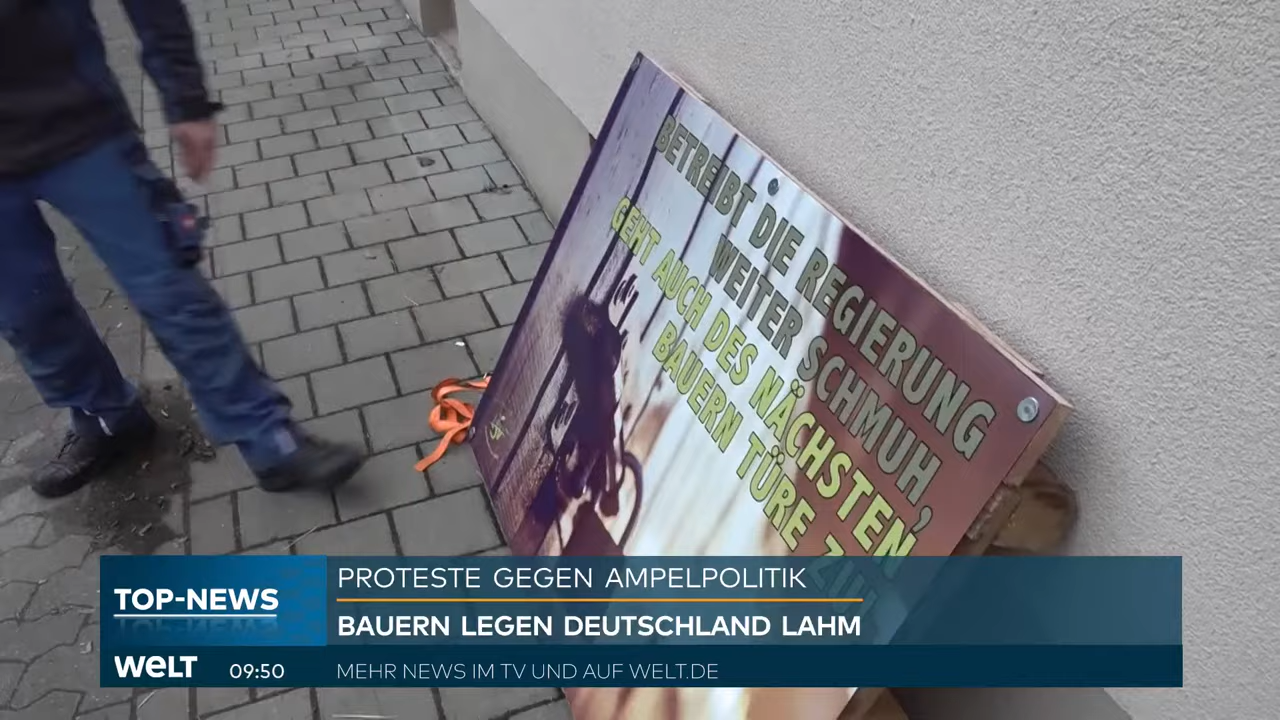 BETREIBT DIE REGIERUNG
WEITER SCHMUH,
GEHT AUCH DES NÄCHSTEN
BAUERN TÜRE ZU!
PROTESTE GEGEN AMPELPOLITIK
TOP-NEWS
BAUERN LEGEN DEUTSCHLAND LAHM
welt
09:50
MEHR NEWS IM TV UND AUF WELT.DE